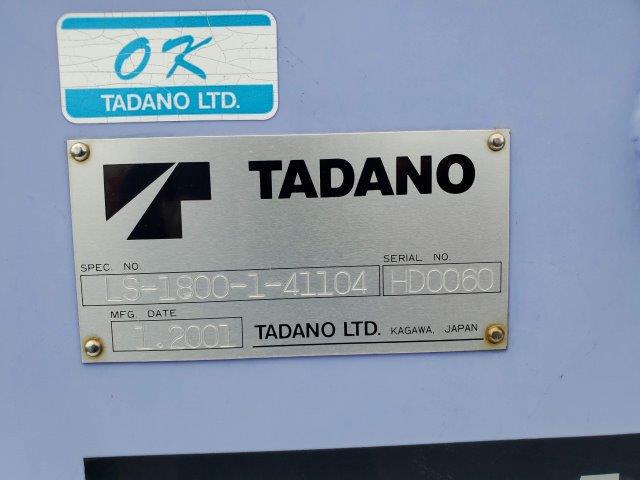 OK
TADANO LTD.
TADANO
SPEC. NO.
SERIAL NO.
LS-1800-1-41104
HD0060
MFG. DATE
1.2001
TADANO LTD. KAGAWA, JAPAN